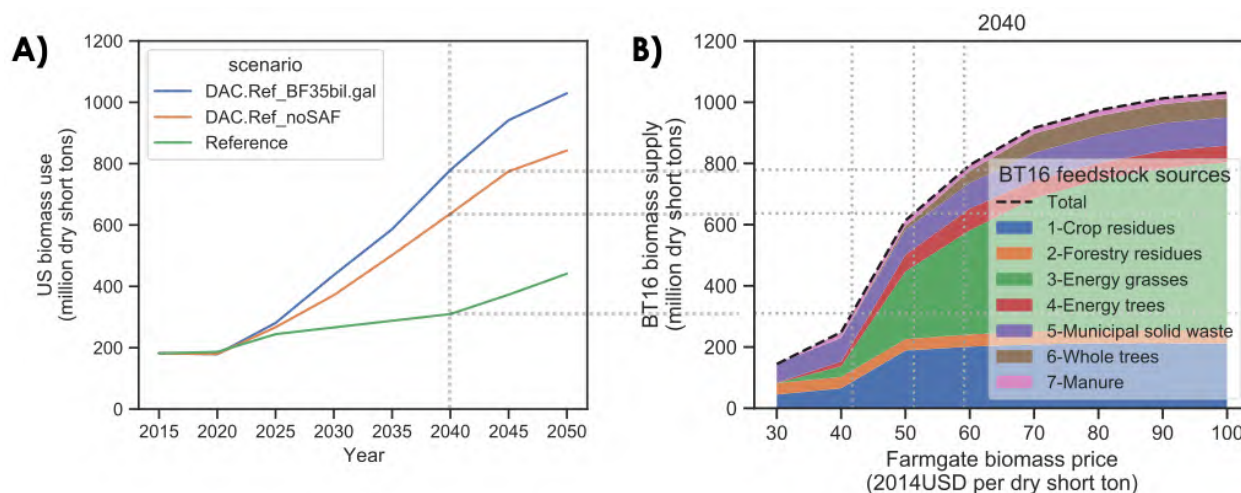 A)
US biomass use
(million dry short tons)
1200
1000
800
600
400
200
0
scenario
DAC.Ref_BF35bil.gal
DAC.Ref_noSAF
Reference
2015 2020 2025 2030 2035 2040 2045 2050
Year
B)
2040
BT16 biomass supply
(million dry short tons)
1200
1000
800
600
400
200
0
BT16 feedstock sources
Total
1-Crop residues
2-Forestry residues
3-Energy grasses
4-Energy trees
5-Municipal solid waste
6-Whole trees
7-Manure
30 40 50 60 70 80 90 100
Farmgate biomass price
(2014USD per dry short ton)